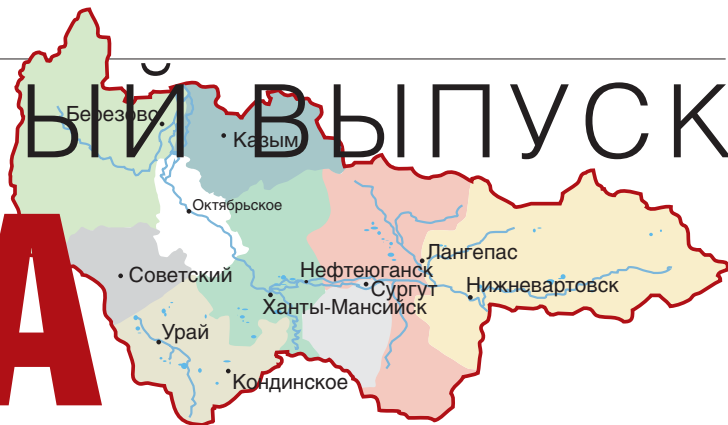 ЫЙ ВЫПУСК
А
Березово
Казым
Октябрьское
Лангепас
Нефтеюганск
Советский
Сургут
Нижневартовск
Ханты-Мансийск
Урай
Кондинское